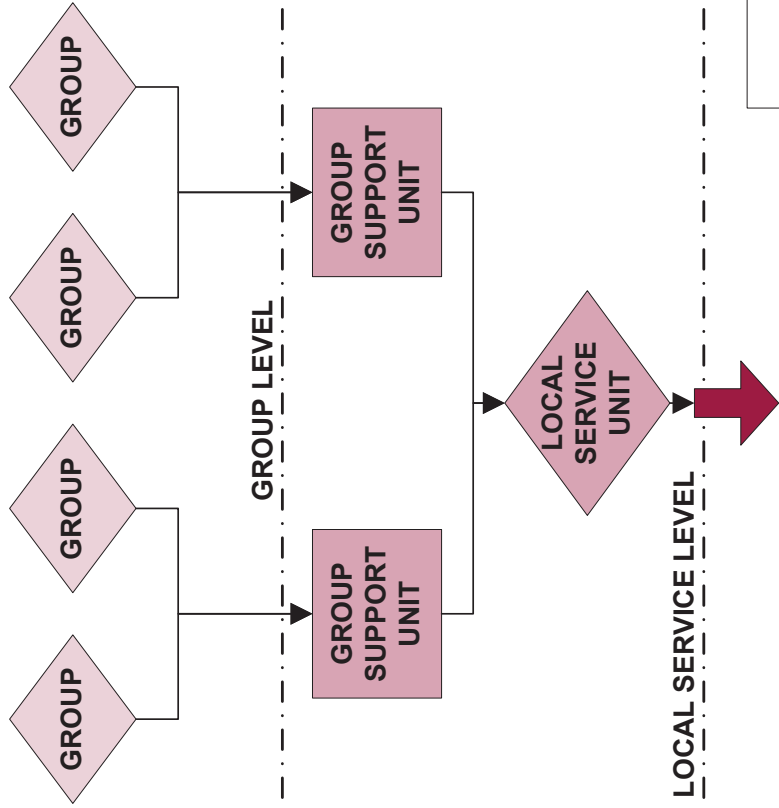 GROUP
GROUP
GROUP
GROUP
GROUP LEVEL
GROUP
SUPPORT
UNIT
GROUP
SUPPORT
UNIT
LOCAL
SERVICE
UNIT
LOCAL SERVICE LEVEL